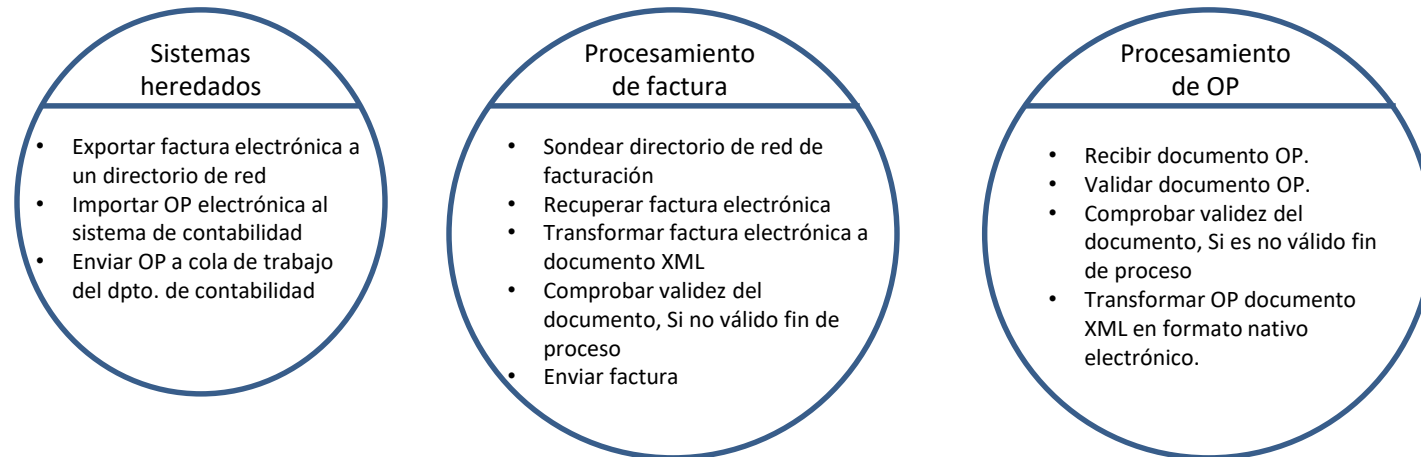 Sistemas
heredados
• Exportar factura electrónica a
un directorio de red
• Importar OP electrónica al
sistema de contabilidad
• Enviar OP a cola de trabajo
del dpto. de contabilidad
Procesamiento
de factura
• Sondear directorio de red de
facturación
• Recuperar factura electrónica
• Transformar factura electrónica a
documento XML
• Comprobar validez del
documento, Si no válido fin de
proceso
• Enviar factura
Procesamiento
de OP
• Recibir documento OP.
• Validar documento OP.
• Comprobar validez del
documento, Si es no válido fin
de proceso
• Transformar OP documento
XML en formato nativo
electrónico.